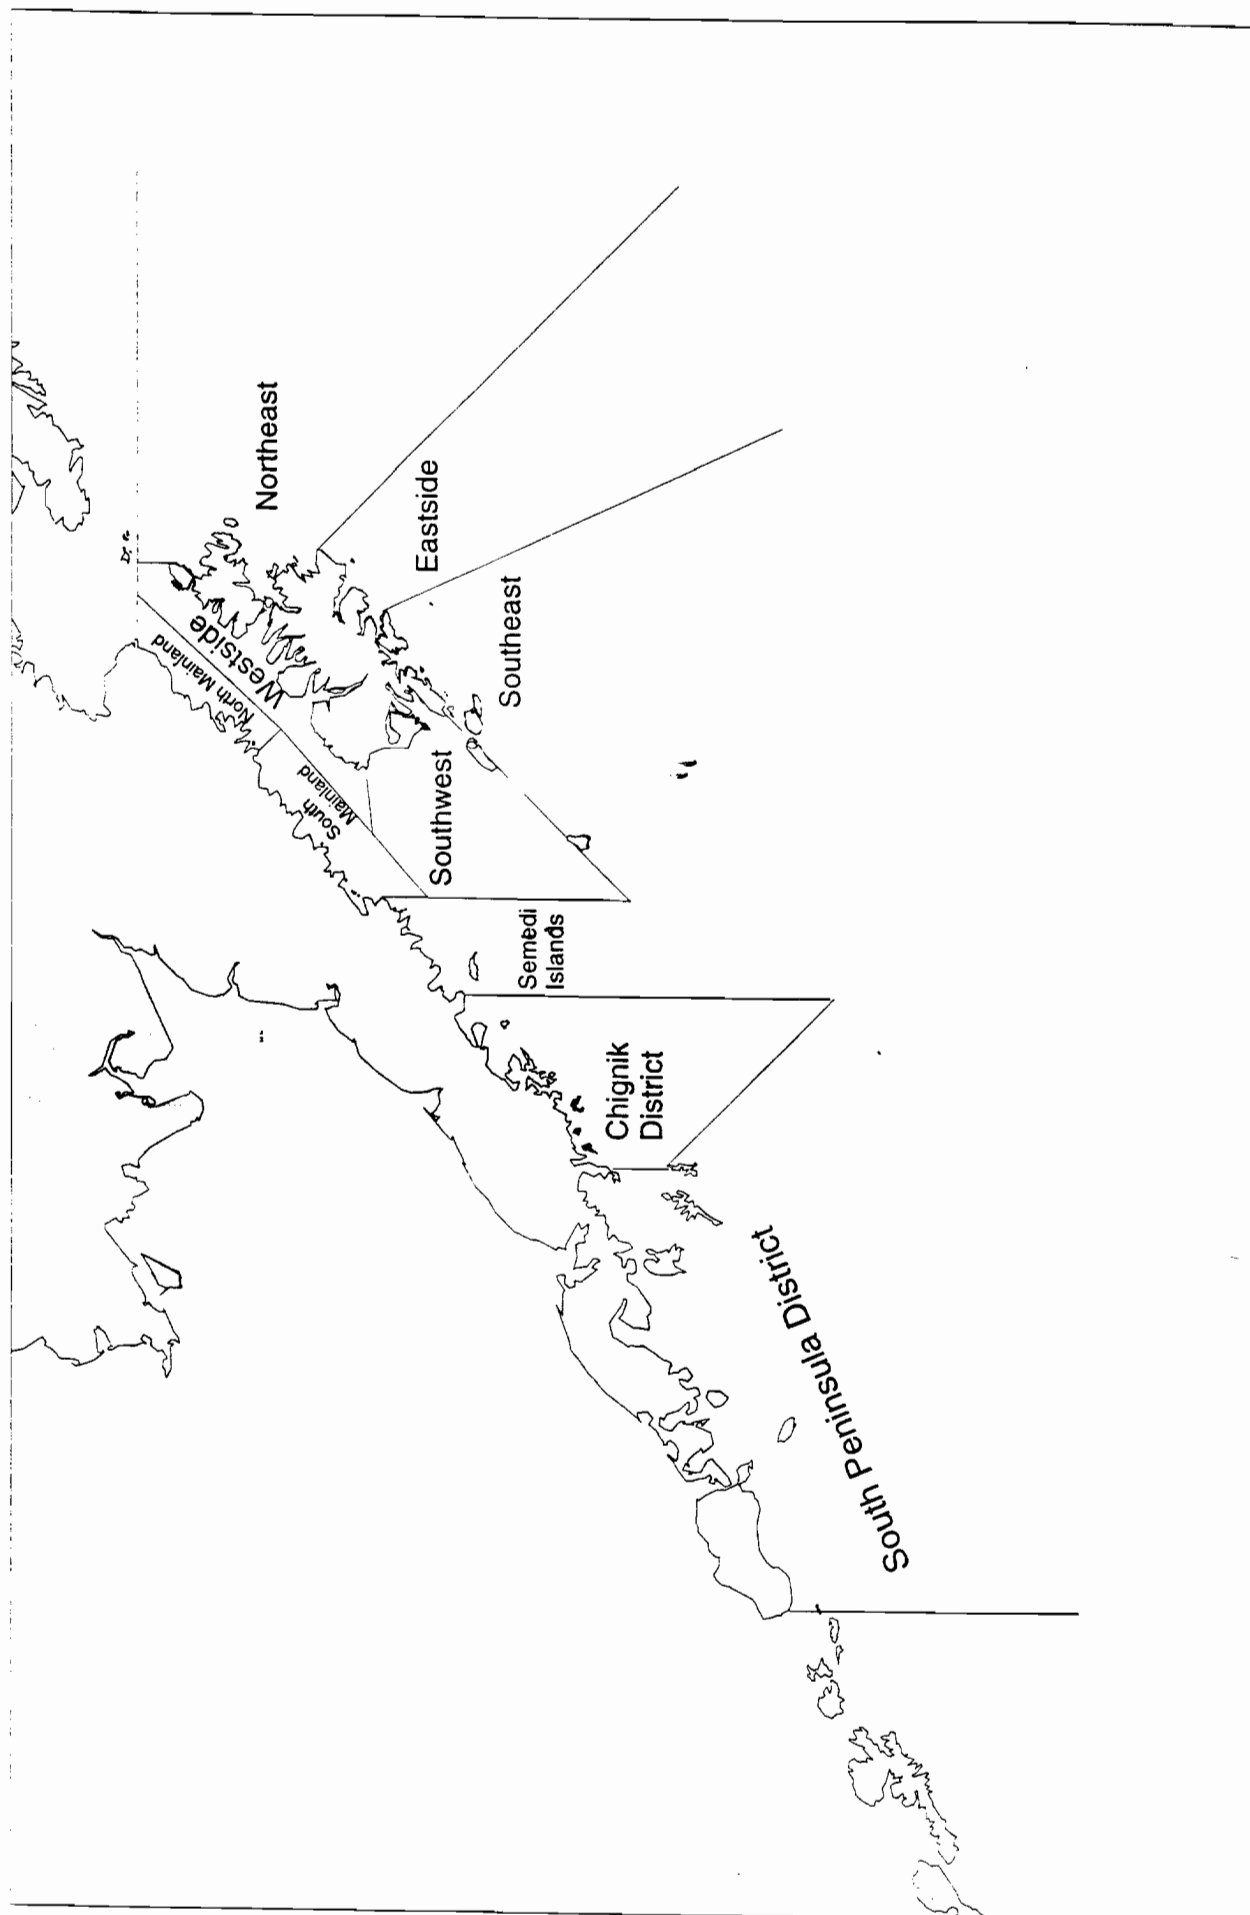 Northeast
Eastside
Southeast
Westside
North Mainland
South
Mainland
Southwest
Semedi
Islands
Chignik
District
South Peninsula District